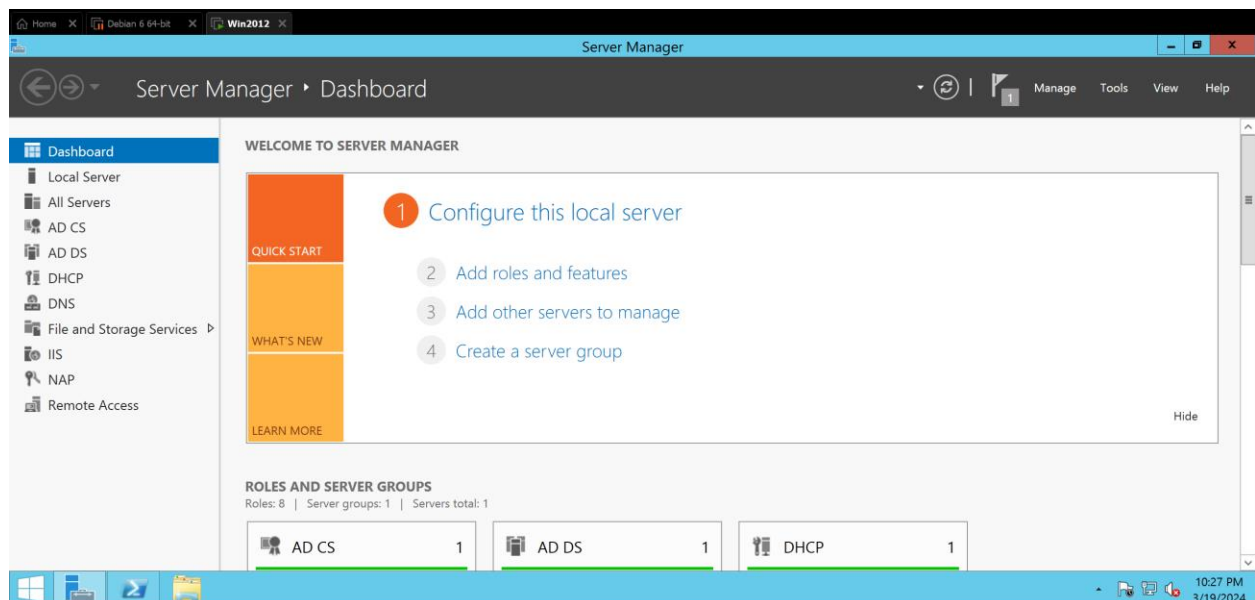 Home Debian 6 64-bit Win2012
Server Manager
Server Manager Dashboard 1 Manage Tools View Help
Dashboard
Local Server
All Servers
AD CS
AD DS
DHCP
DNS
File and Storage Services
IIS
NAP
Remote Access
WELCOME TO SERVER MANAGER
QUICK START
WHAT'S NEW
LEARN MORE
1 Configure this local server
2 Add roles and features
3 Add other servers to manage
4 Create a server group
Hide
ROLES AND SERVER GROUPS
Roles: 8 | Server groups: 1 | Servers total: 1
AD CS 1
AD DS 1
DHCP 1
10:27 PM
3/19/2024